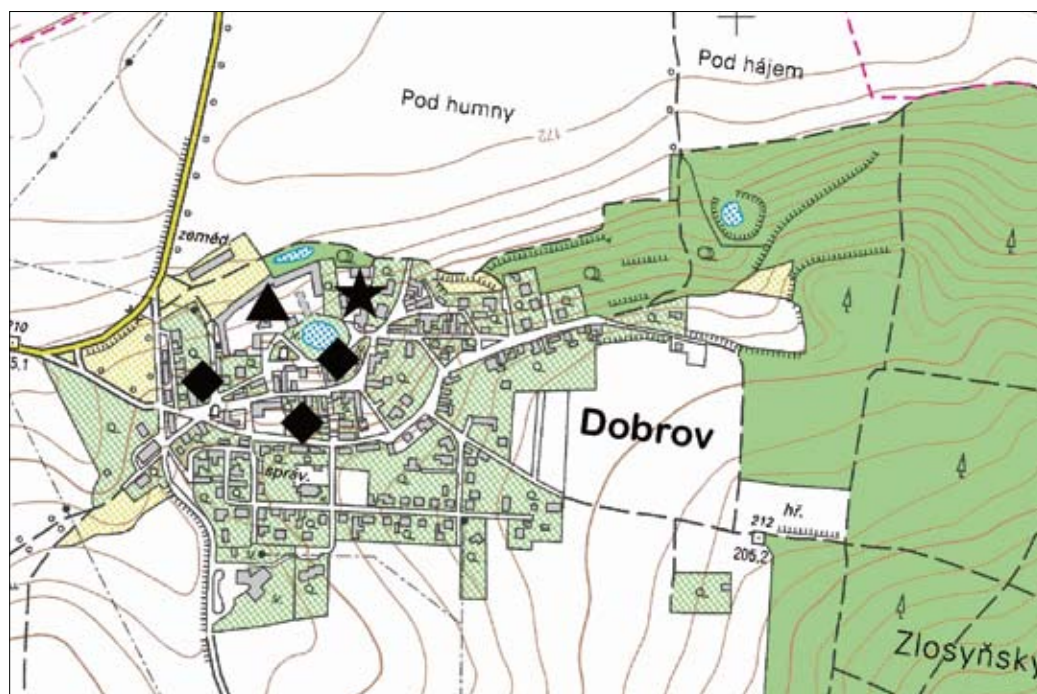 Pod hájem
Pod humny
172
zeměd.
210
5,1
Dobrov
správ.
hř.
212
205,2
Zlosyňský